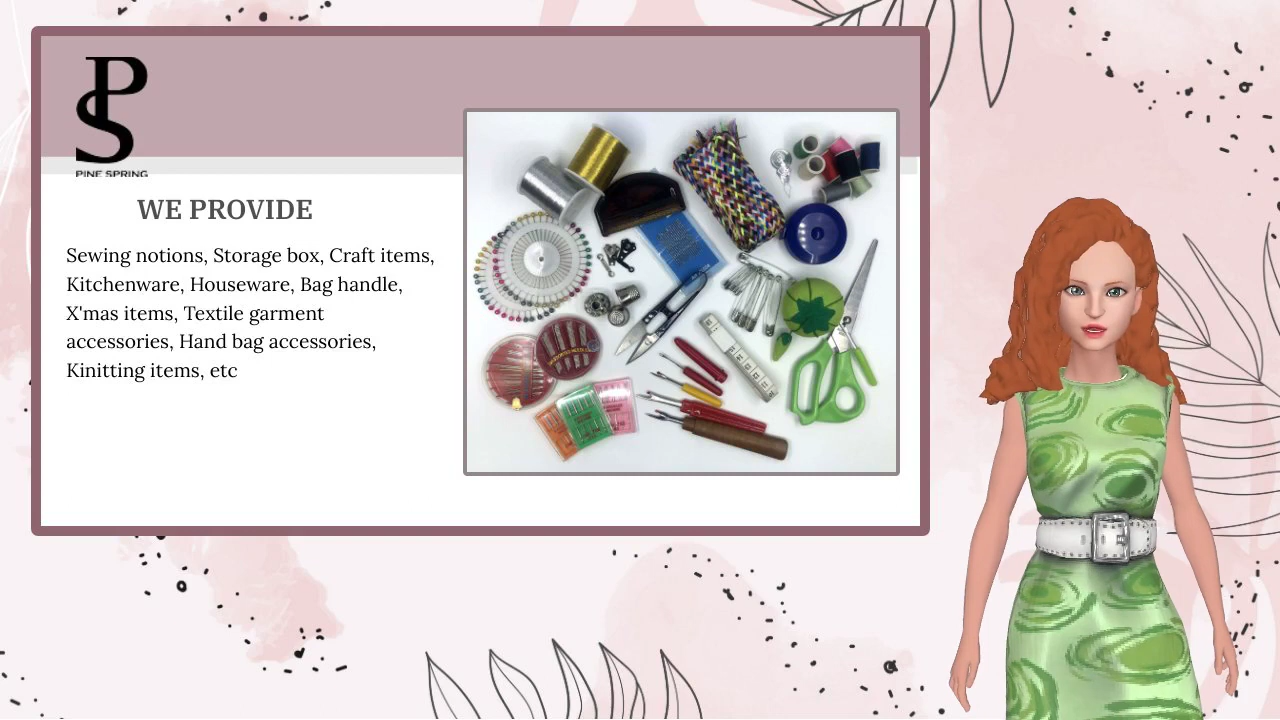 PS
PINE SPRING
WE PROVIDE
Sewing notions, Storage box, Craft items,
Kitchenware, Houseware, Bag handle,
X'mas items, Textile garment
accessories, Hand bag accessories,
Kinitting items, etc